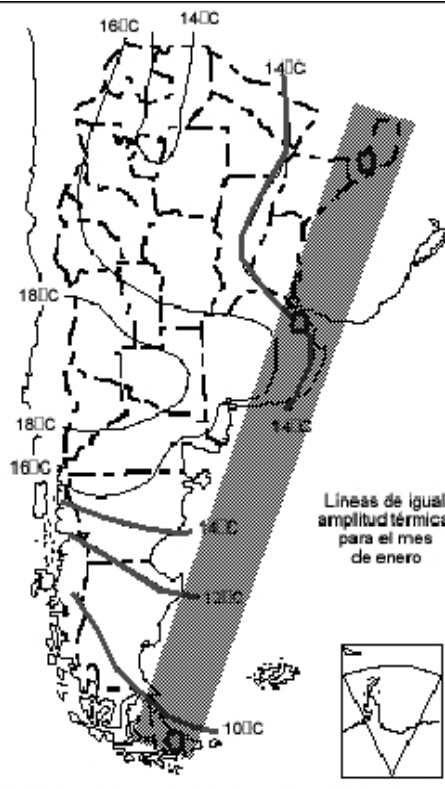 16▯C
14▯C
14▯C
18▯C
14▯C
18▯C
16▯C
Líneas de igual
amplitud térmica
para el mes
de enero
14▯C
12▯C
10▯C